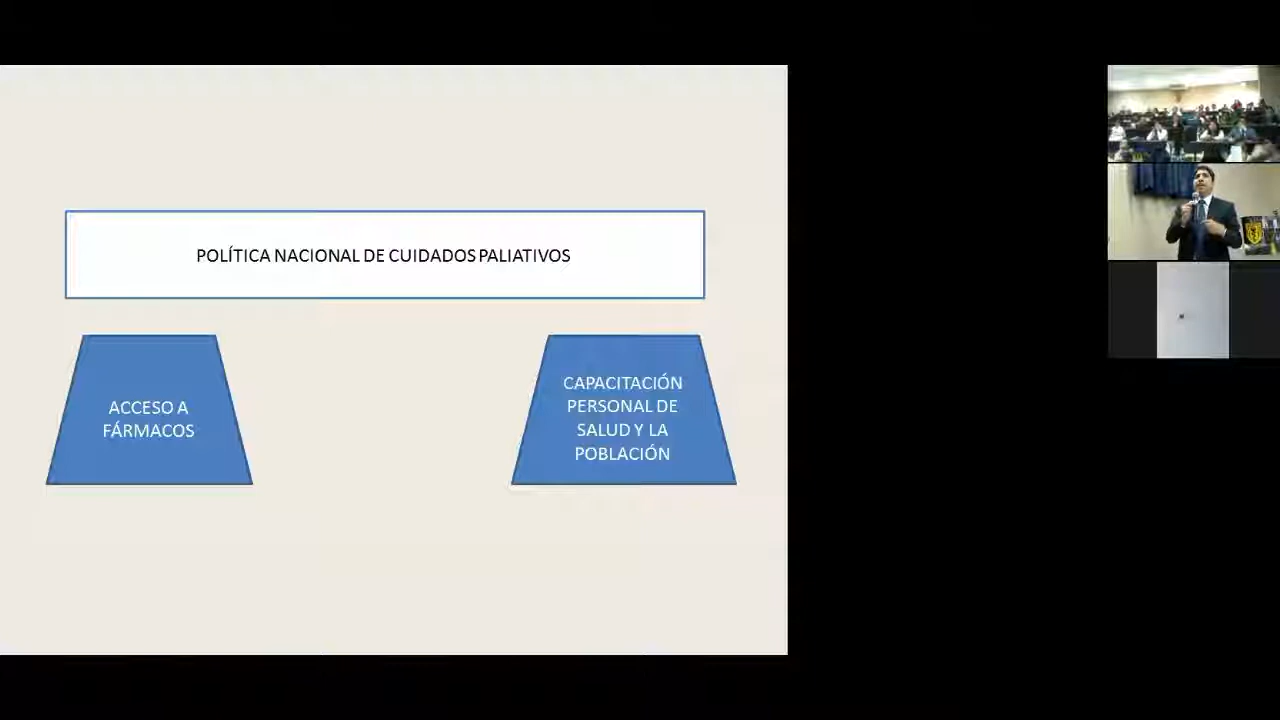 POLÍTICA NACIONAL DE CUIDADOS PALIATIVOS
ACCESO A
FÁRMACOS
CAPACITACIÓN
PERSONAL DE
SALUD Y LA
POBLACIÓN